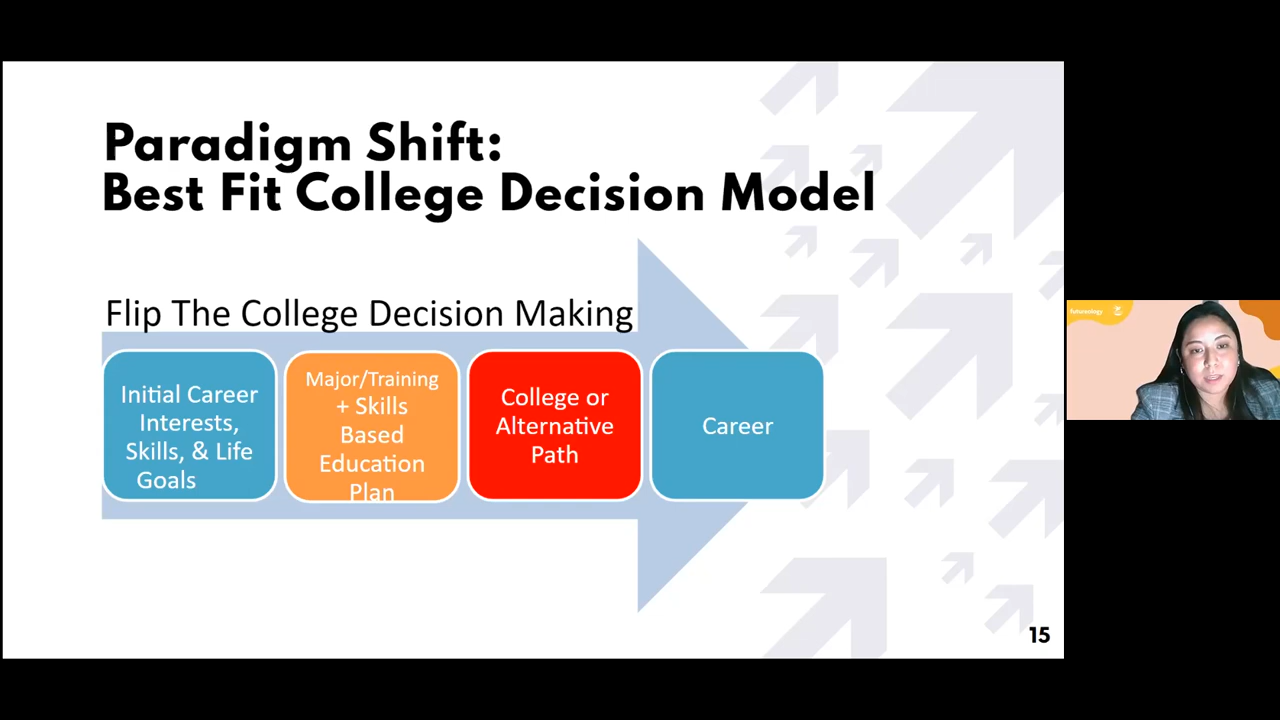 Paradigm Shift:
Best Fit College Decision Model
Flip The College Decision Making
Initial Career
Interests,
Skills, & Life
Goals
Major/Training
+ Skills
Based
Education
Plan
College or
Alternative
Path
Career
15
futureology